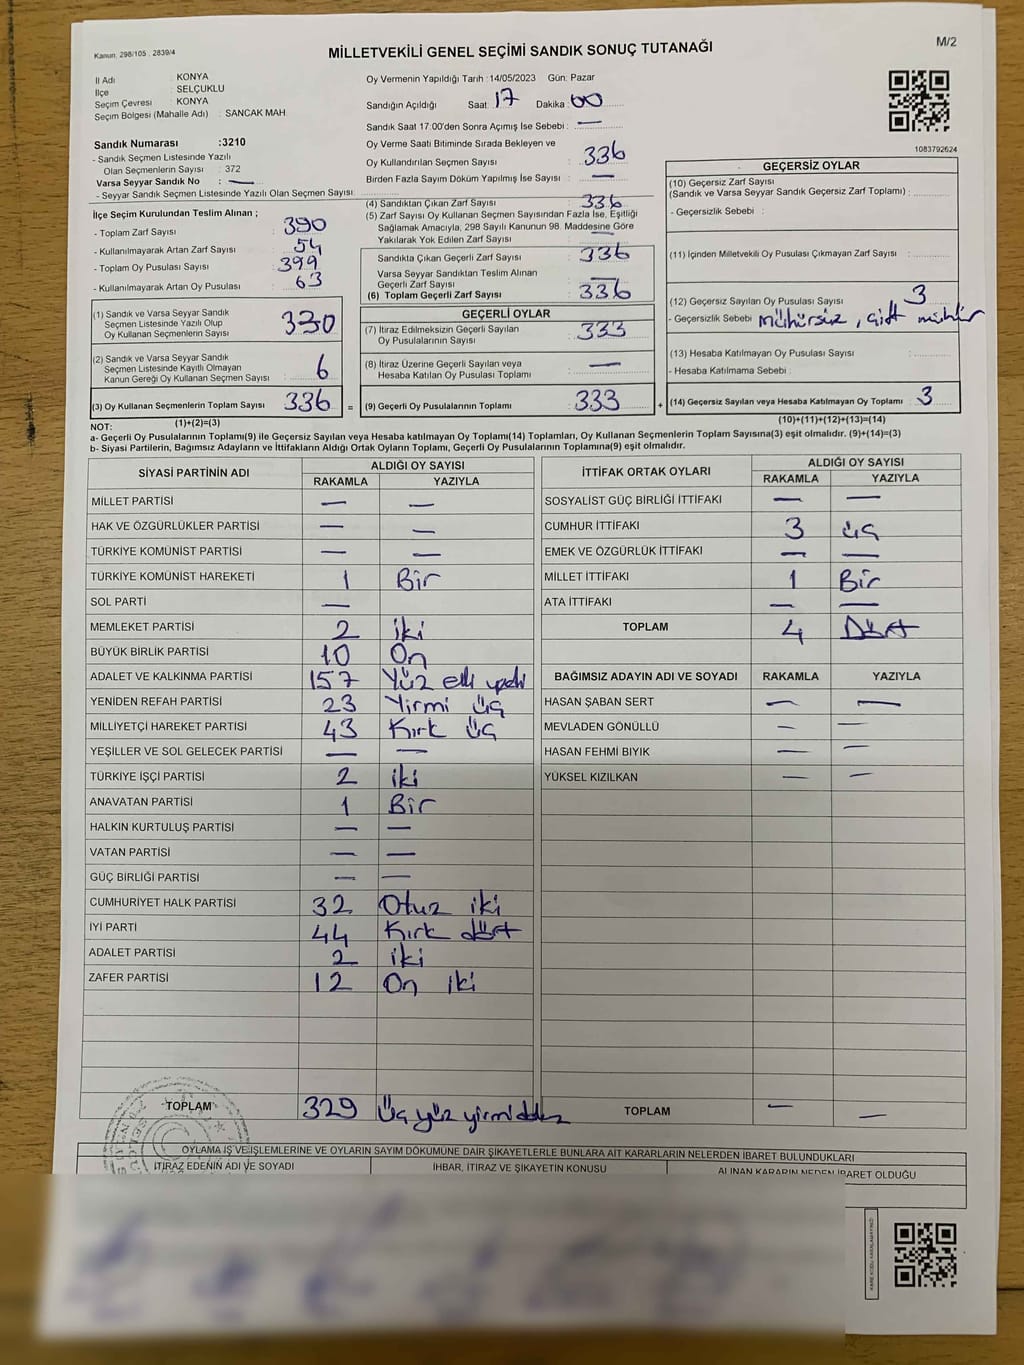 Kanun: 298/105 , 2839/4
MİLLETVEKİLİ GENEL SEÇİMİ SANDIK SONUÇ TUTANAĞI
M/2
İl Adı : KONYA
İlçe : SELÇUKLU
Seçim Çevresi : KONYA
Seçim Bölgesi (Mahalle Adı) : SANCAK MAH
Oy Vermenin Yapıldığı Tarih :14/05/2023 Gün: Pazar
Sandığın Açıldığı Saat: 17 Dakika: 00
Sandık Saat 17:00'den Sonra Açımış İse Sebebi : —
Sandık Numarası :3210
- Sandık Seçmen Listesinde Yazılı
Olan Seçmenlerin Sayısı : 372
Varsa Seyyar Sandık No : —
- Seyyar Sandık Seçmen Listesinde Yazılı Olan Seçmen Sayısı:
Oy Verme Saati Bitiminde Sırada Bekleyen ve
Oy Kullandırılan Seçmen Sayısı : 336
Birden Fazla Sayım Döküm Yapılmış İse Sayısı : —
1083792624
İlçe Seçim Kurulundan Teslim Alınan ;
- Toplam Zarf Sayısı : 390
- Kullanılmayarak Artan Zarf Sayısı : 54
- Toplam Oy Pusulası Sayısı : 399
- Kullanılmayarak Artan Oy Pusulası : 63
(4) Sandıktan Çıkan Zarf Sayısı : 336
(5) Zarf Sayısı Oy Kullanan Seçmen Sayısından Fazla İse, Eşitliği
Sağlamak Amacıyla, 298 Sayılı Kanunun 98. Maddesine Göre
Yakılarak Yok Edilen Zarf Sayısı : —
Sandıkta Çıkan Geçerli Zarf Sayısı : 336
Varsa Seyyar Sandıktan Teslim Alınan
Geçerli Zarf Sayısı : —
(6) Toplam Geçerli Zarf Sayısı : 336
GEÇERSİZ OYLAR
(10) Geçersiz Zarf Sayısı
(Sandık ve Varsa Seyyar Sandık Geçersiz Zarf Toplamı) :
- Geçersizlik Sebebi :
(11) İçinden Milletvekili Oy Pusulası Çıkmayan Zarf Sayısı :
(12) Geçersiz Sayılan Oy Pusulası Sayısı : 3
- Geçersizlik Sebebi : Mühürsüz, çift mühür
(13) Hesaba Katılmayan Oy Pusulası Sayısı :
- Hesaba Katılmama Sebebi :
(14) Geçersiz Sayılan veya Hesaba Katılmayan Oy Toplamı : 3
(10)+(11)+(12)+(13)=(14)
(1) Sandık ve Varsa Seyyar Sandık
Seçmen Listesinde Yazılı Olup
Oy Kullanan Seçmenlerin Sayısı : 330
(2) Sandık ve Varsa Seyyar Sandık
Seçmen Listesinde Kayıtlı Olmayan
Kanun Gereği Oy Kullanan Seçmen Sayısı : 6
(3) Oy Kullanan Seçmenlerin Toplam Sayısı : 336 =
(1)+(2)=(3)
GEÇERLİ OYLAR
(7) İtiraz Edilmeksizin Geçerli Sayılan
Oy Pusulalarının Sayısı : 333
(8) İtiraz Üzerine Geçerli Sayılan veya
Hesaba Katılan Oy Pusulası Toplamı : —
(9) Geçerli Oy Pusulalarının Toplamı : 333 +
NOT:
a- Geçerli Oy Pusulalarının Toplamı(9) ile Geçersiz Sayılan veya Hesaba katılmayan Oy Toplamı(14) Toplamları, Oy Kullanan Seçmenlerin Toplam Sayısına(3) eşit olmalıdır. (9)+(14)=(3)
b- Siyasi Partilerin, Bağımsız Adayların ve İttifakların Aldığı Ortak Oyların Toplamı, Geçerli Oy Pusulalarının Toplamına(9) eşit olmalıdır.
SİYASİ PARTİNİN ADI ALDIĞI OY SAYISI
RAKAMLA YAZIYLA
MİLLET PARTİSİ — —
HAK VE ÖZGÜRLÜKLER PARTİSİ — —
TÜRKİYE KOMÜNİST PARTİSİ — —
TÜRKİYE KOMÜNİST HAREKETİ 1 Bir
SOL PARTİ —
MEMLEKET PARTİSİ 2 iki
BÜYÜK BİRLİK PARTİSİ 10 On
ADALET VE KALKINMA PARTİSİ 157 Yüz elli yedi
YENİDEN REFAH PARTİSİ 23 Yirmi üç
MİLLİYETÇİ HAREKET PARTİSİ 43 Kırk üç
YEŞİLLER VE SOL GELECEK PARTİSİ — —
TÜRKİYE İŞÇİ PARTİSİ 2 iki
ANAVATAN PARTİSİ 1 Bir
HALKIN KURTULUŞ PARTİSİ — —
VATAN PARTİSİ — —
GÜÇ BİRLİĞİ PARTİSİ — —
CUMHURİYET HALK PARTİSİ 32 Otuz iki
İYİ PARTİ 44 Kırk dört
ADALET PARTİSİ 2 iki
ZAFER PARTİSİ 12 On iki
TOPLAM 329 Üç yüz yirmi dokuz
İTTİFAK ORTAK OYLARI ALDIĞI OY SAYISI
RAKAMLA YAZIYLA
SOSYALİST GÜÇ BİRLİĞİ İTTİFAKI — —
CUMHUR İTTİFAKI 3 üç
EMEK VE ÖZGÜRLÜK İTTİFAKI — —
MİLLET İTTİFAKI 1 Bir
ATA İTTİFAKI — —
TOPLAM 4 Dört
BAĞIMSIZ ADAYIN ADI VE SOYADI RAKAMLA YAZIYLA
HASAN ŞABAN SERT — —
MEVLADEN GÖNÜLLÜ — —
HASAN FEHMİ BIYIK — —
YÜKSEL KIZILKAN — —
TOPLAM — —
OYLAMA İŞ VE İŞLEMLERİNE VE OYLARIN SAYIM DÖKÜMÜNE DAİR ŞİKAYETLERLE BUNLARA AİT KARARLARIN NELERDEN İBARET BULUNDUKLARI
İTİRAZ EDENİN ADI VE SOYADI İHBAR, İTİRAZ VE ŞİKAYETİN KONUSU ALINAN KARARIN NEDEN İBARET OLDUĞU